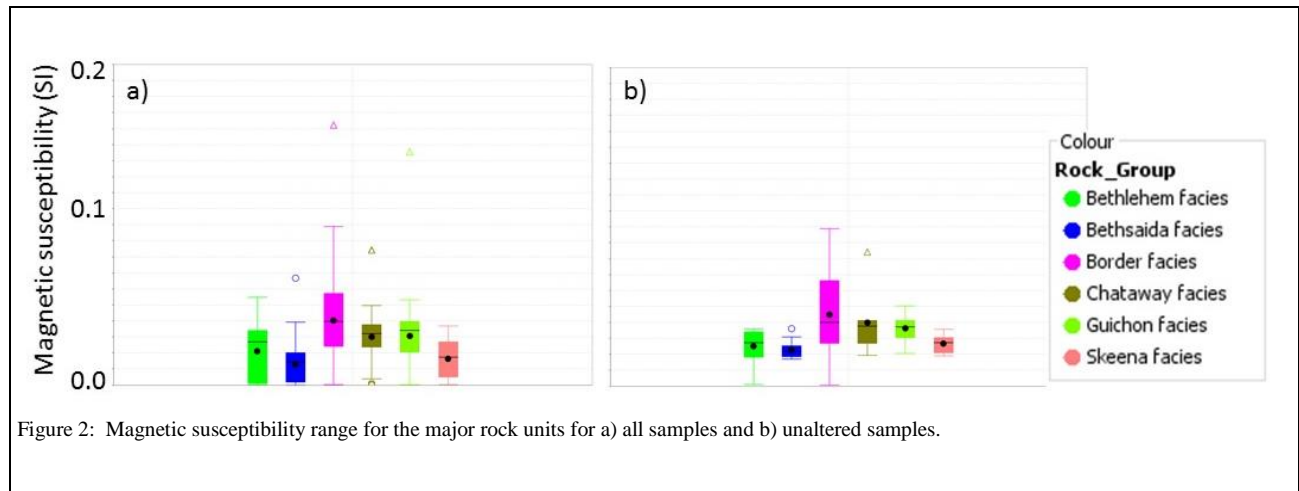 Magnetic susceptibility (SI)
0.2
0.1
0.0
a)
b)
Colour
Rock_Group
Bethlehem facies
Bethsaida facies
Border facies
Chataway facies
Guichon facies
Skeena facies
Figure 2: Magnetic susceptibility range for the major rock units for a) all samples and b) unaltered samples.